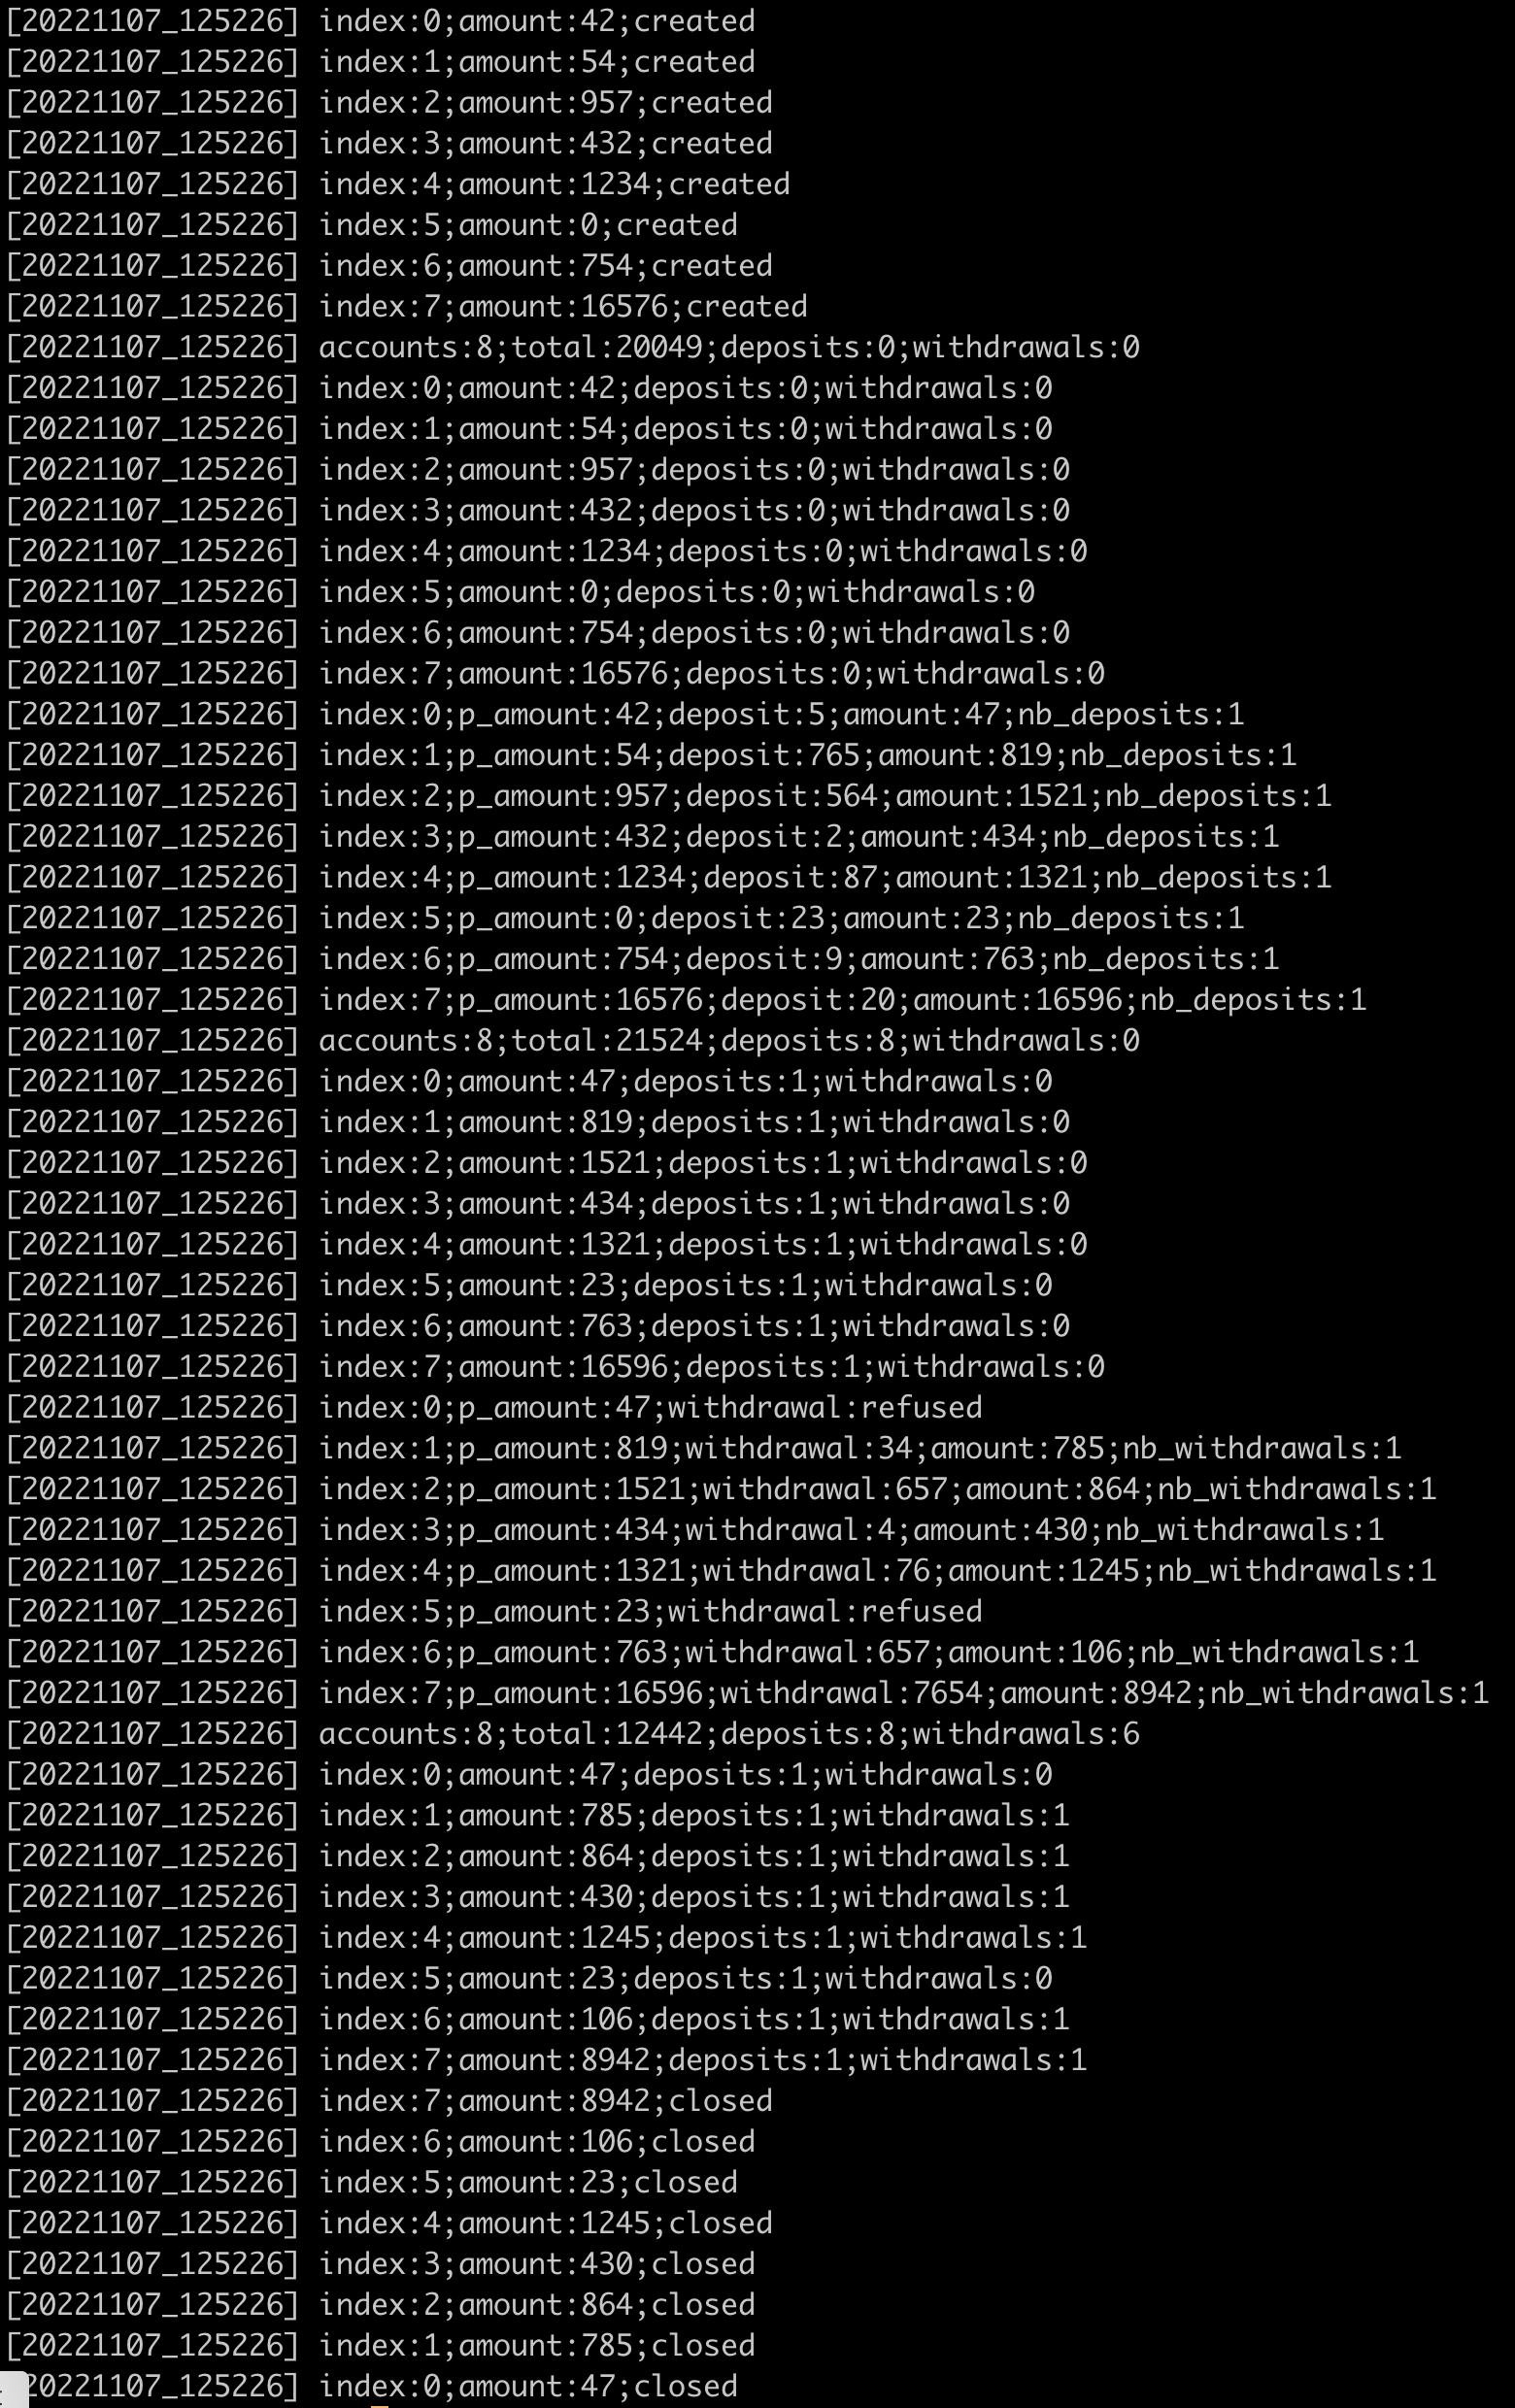 [20221107_125226] index:0;amount:42;created
[20221107_125226] index:1;amount:54;created
[20221107_125226] index:2;amount:957;created
[20221107_125226] index:3;amount:432;created
[20221107_125226] index:4;amount:1234;created
[20221107_125226] index:5;amount:0;created
[20221107_125226] index:6;amount:754;created
[20221107_125226] index:7;amount:16576;created
[20221107_125226] accounts:8;total:20049;deposits:0;withdrawals:0
[20221107_125226] index:0;amount:42;deposits:0;withdrawals:0
[20221107_125226] index:1;amount:54;deposits:0;withdrawals:0
[20221107_125226] index:2;amount:957;deposits:0;withdrawals:0
[20221107_125226] index:3;amount:432;deposits:0;withdrawals:0
[20221107_125226] index:4;amount:1234;deposits:0;withdrawals:0
[20221107_125226] index:5;amount:0;deposits:0;withdrawals:0
[20221107_125226] index:6;amount:754;deposits:0;withdrawals:0
[20221107_125226] index:7;amount:16576;deposits:0;withdrawals:0
[20221107_125226] index:0;p_amount:42;deposit:5;amount:47;nb_deposits:1
[20221107_125226] index:1;p_amount:54;deposit:765;amount:819;nb_deposits:1
[20221107_125226] index:2;p_amount:957;deposit:564;amount:1521;nb_deposits:1
[20221107_125226] index:3;p_amount:432;deposit:2;amount:434;nb_deposits:1
[20221107_125226] index:4;p_amount:1234;deposit:87;amount:1321;nb_deposits:1
[20221107_125226] index:5;p_amount:0;deposit:23;amount:23;nb_deposits:1
[20221107_125226] index:6;p_amount:754;deposit:9;amount:763;nb_deposits:1
[20221107_125226] index:7;p_amount:16576;deposit:20;amount:16596;nb_deposits:1
[20221107_125226] accounts:8;total:21524;deposits:8;withdrawals:0
[20221107_125226] index:0;amount:47;deposits:1;withdrawals:0
[20221107_125226] index:1;amount:819;deposits:1;withdrawals:0
[20221107_125226] index:2;amount:1521;deposits:1;withdrawals:0
[20221107_125226] index:3;amount:434;deposits:1;withdrawals:0
[20221107_125226] index:4;amount:1321;deposits:1;withdrawals:0
[20221107_125226] index:5;amount:23;deposits:1;withdrawals:0
[20221107_125226] index:6;amount:763;deposits:1;withdrawals:0
[20221107_125226] index:7;amount:16596;deposits:1;withdrawals:0
[20221107_125226] index:0;p_amount:47;withdrawal:refused
[20221107_125226] index:1;p_amount:819;withdrawal:34;amount:785;nb_withdrawals:1
[20221107_125226] index:2;p_amount:1521;withdrawal:657;amount:864;nb_withdrawals:1
[20221107_125226] index:3;p_amount:434;withdrawal:4;amount:430;nb_withdrawals:1
[20221107_125226] index:4;p_amount:1321;withdrawal:76;amount:1245;nb_withdrawals:1
[20221107_125226] index:5;p_amount:23;withdrawal:refused
[20221107_125226] index:6;p_amount:763;withdrawal:657;amount:106;nb_withdrawals:1
[20221107_125226] index:7;p_amount:16596;withdrawal:7654;amount:8942;nb_withdrawals:1
[20221107_125226] accounts:8;total:12442;deposits:8;withdrawals:6
[20221107_125226] index:0;amount:47;deposits:1;withdrawals:0
[20221107_125226] index:1;amount:785;deposits:1;withdrawals:1
[20221107_125226] index:2;amount:864;deposits:1;withdrawals:1
[20221107_125226] index:3;amount:430;deposits:1;withdrawals:1
[20221107_125226] index:4;amount:1245;deposits:1;withdrawals:1
[20221107_125226] index:5;amount:23;deposits:1;withdrawals:0
[20221107_125226] index:6;amount:106;deposits:1;withdrawals:1
[20221107_125226] index:7;amount:8942;deposits:1;withdrawals:1
[20221107_125226] index:7;amount:8942;closed
[20221107_125226] index:6;amount:106;closed
[20221107_125226] index:5;amount:23;closed
[20221107_125226] index:4;amount:1245;closed
[20221107_125226] index:3;amount:430;closed
[20221107_125226] index:2;amount:864;closed
[20221107_125226] index:1;amount:785;closed
20221107_125226] index:0;amount:47;closed